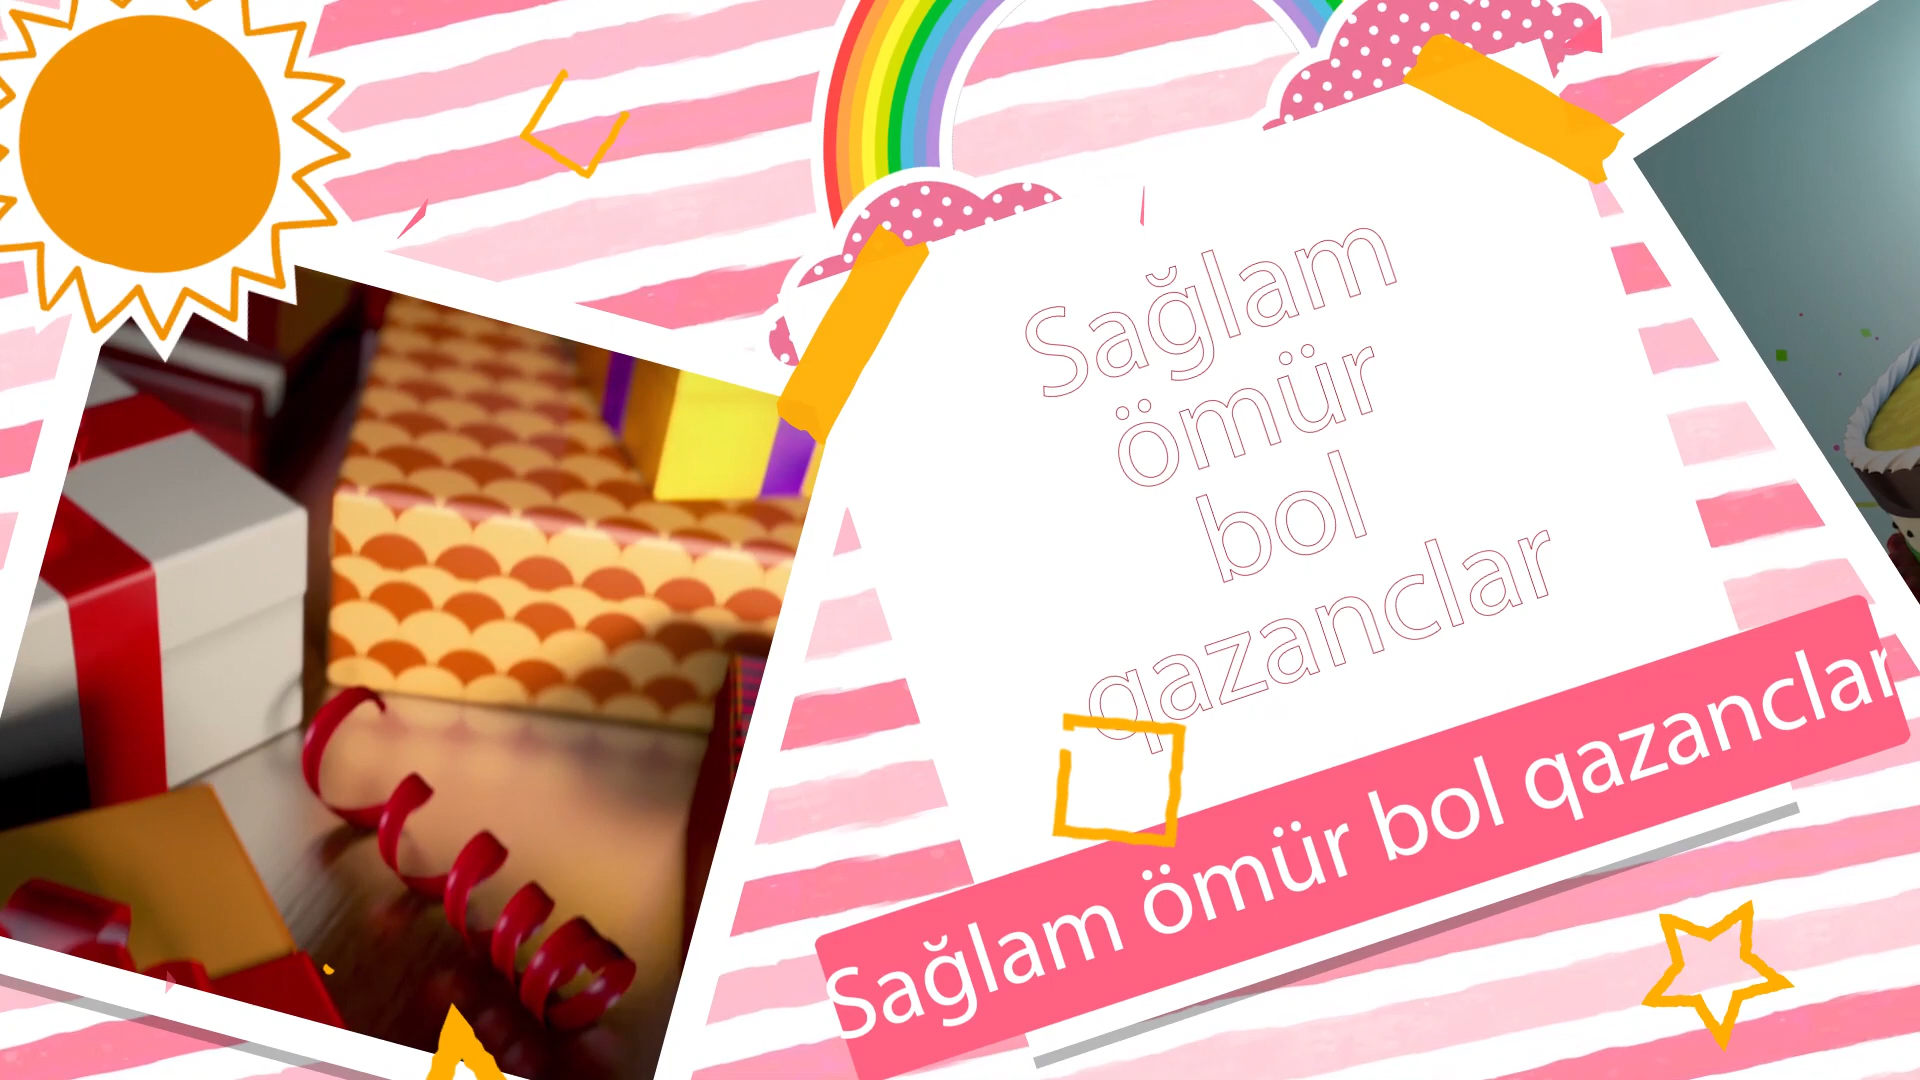 Sağlam
ömür
bol
qazanclar
Sağlam ömür bol qazanclar